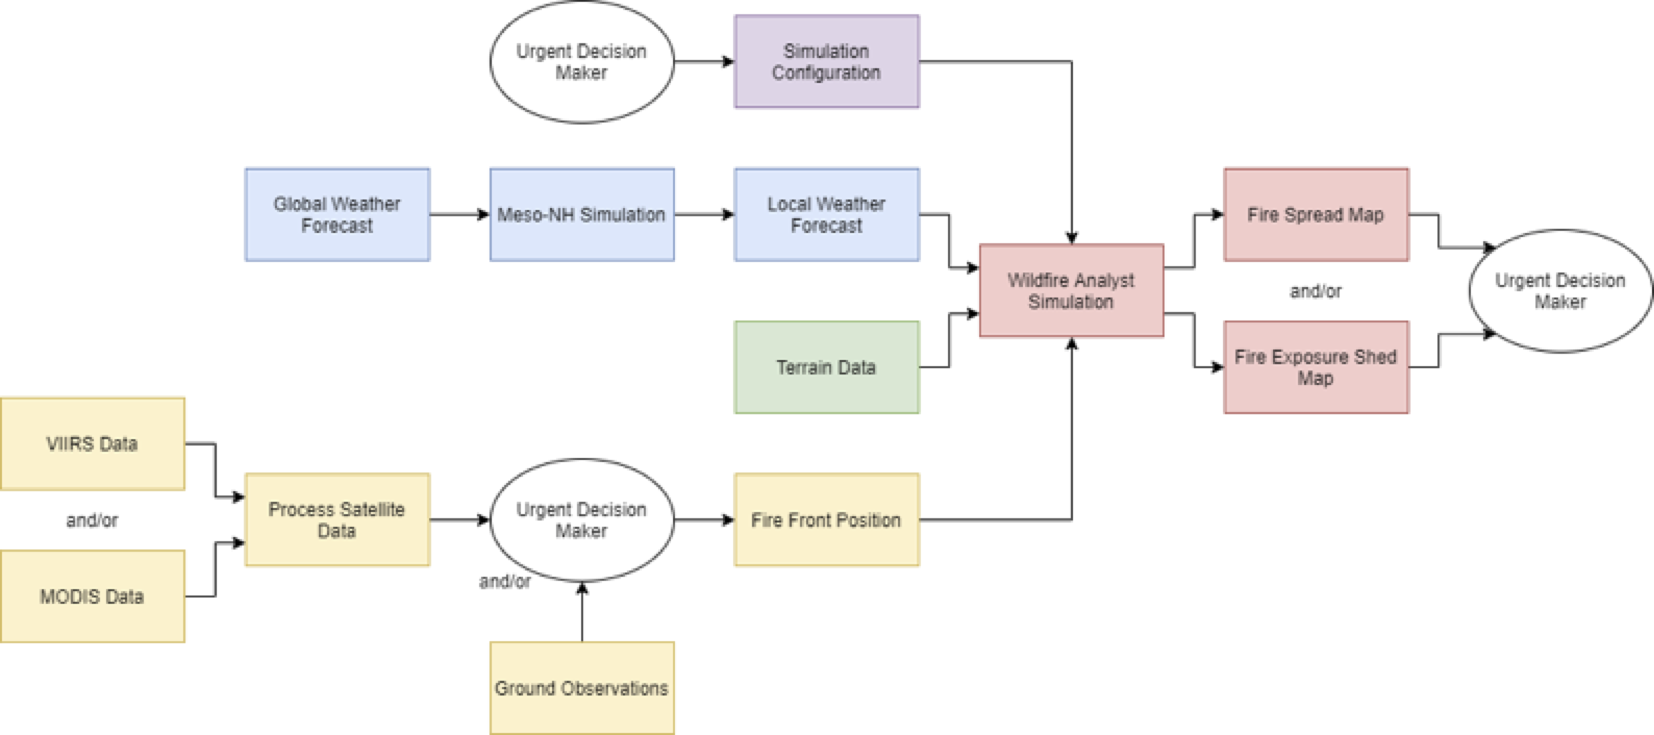 Urgent Decision
Maker
Simulation
Configuration
Global Weather
Forecast
Meso-NH Simulation
Local Weather
Forecast
Fire Spread Map
Wildfire Analyst
Simulation
and/or
Urgent Decision
Maker
Terrain Data
Fire Exposure Shed
Map
VIIRS Data
and/or
MODIS Data
Process Satellite
Data
Urgent Decision
Maker
and/or
Fire Front Position
Ground Observations